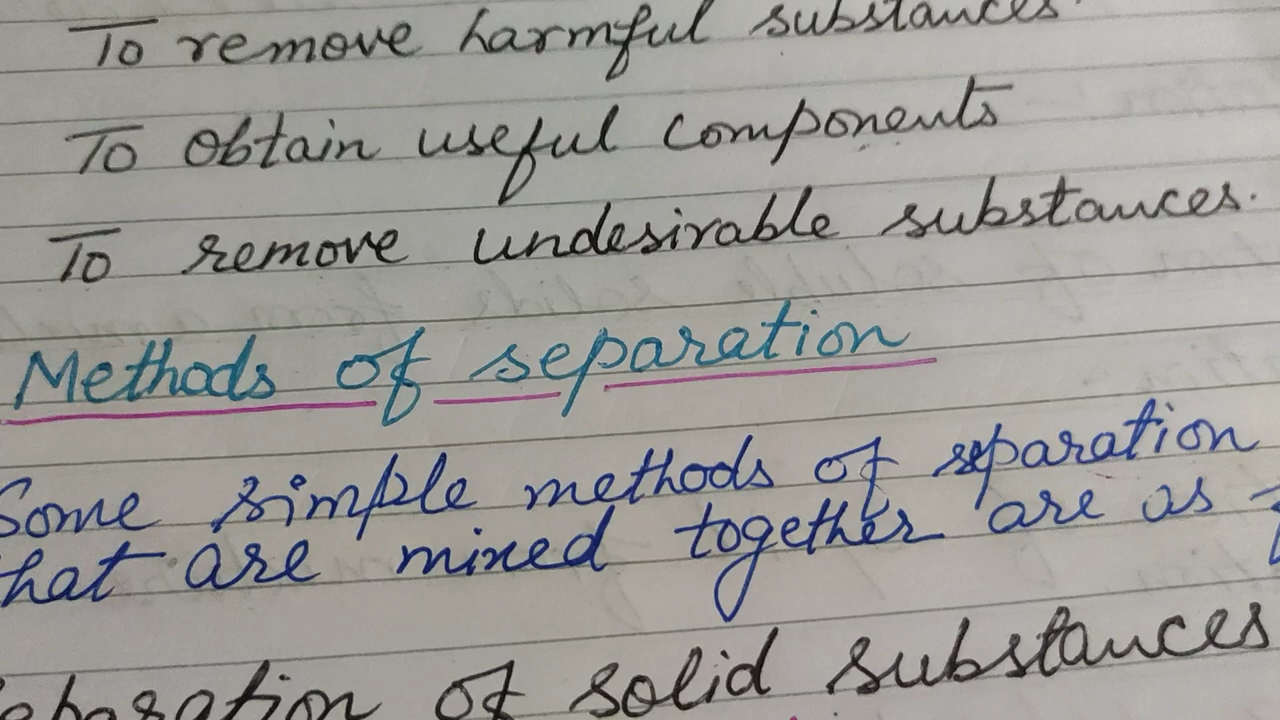 To remove harmful substances.
To obtain useful components
To remove undesirable substances.
Methods of separation
Some simple methods of separation
that are mixed together are as
separation of solid substances